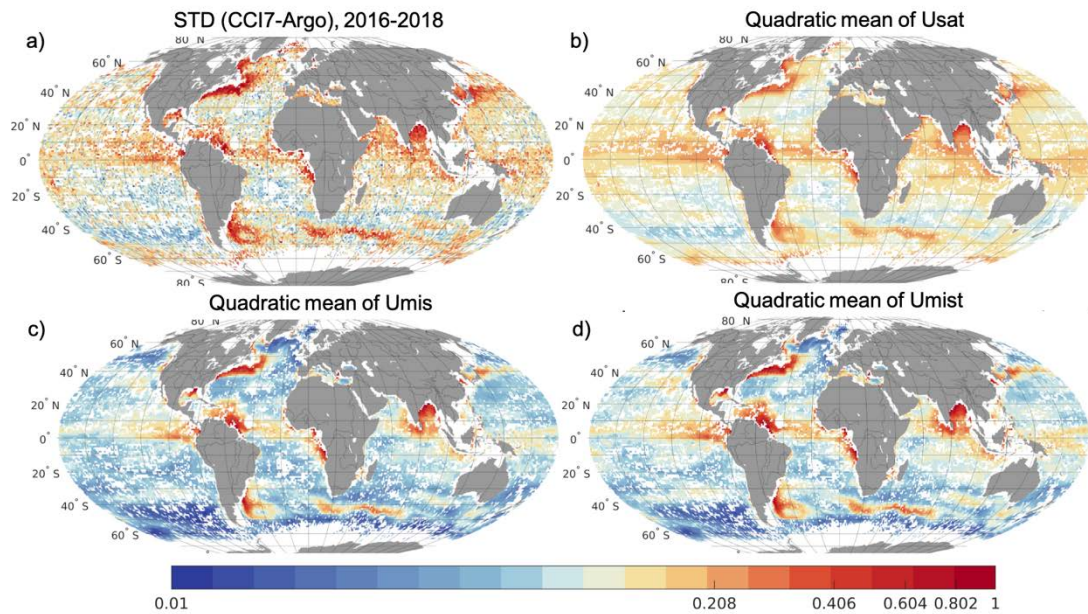 STD (CCI7-Argo), 2016-2018
Quadratic mean of Usat
a)
b)
80° N
80° N
60° N
60° N
40° N
40° N
20° N
20° N
0°
0°
20° S
20° S
40° S
40° S
60° S
60° S
80° S
80° S
Quadratic mean of Umis
Quadratic mean of Umist
c)
d)
80° N
80° N
60° N
60° N
40° N
40° N
20° N
20° N
0°
0°
20° S
20° S
40° S
40° S
60° S
60° S
0.01 0.208 0.406 0.604 0.802 1